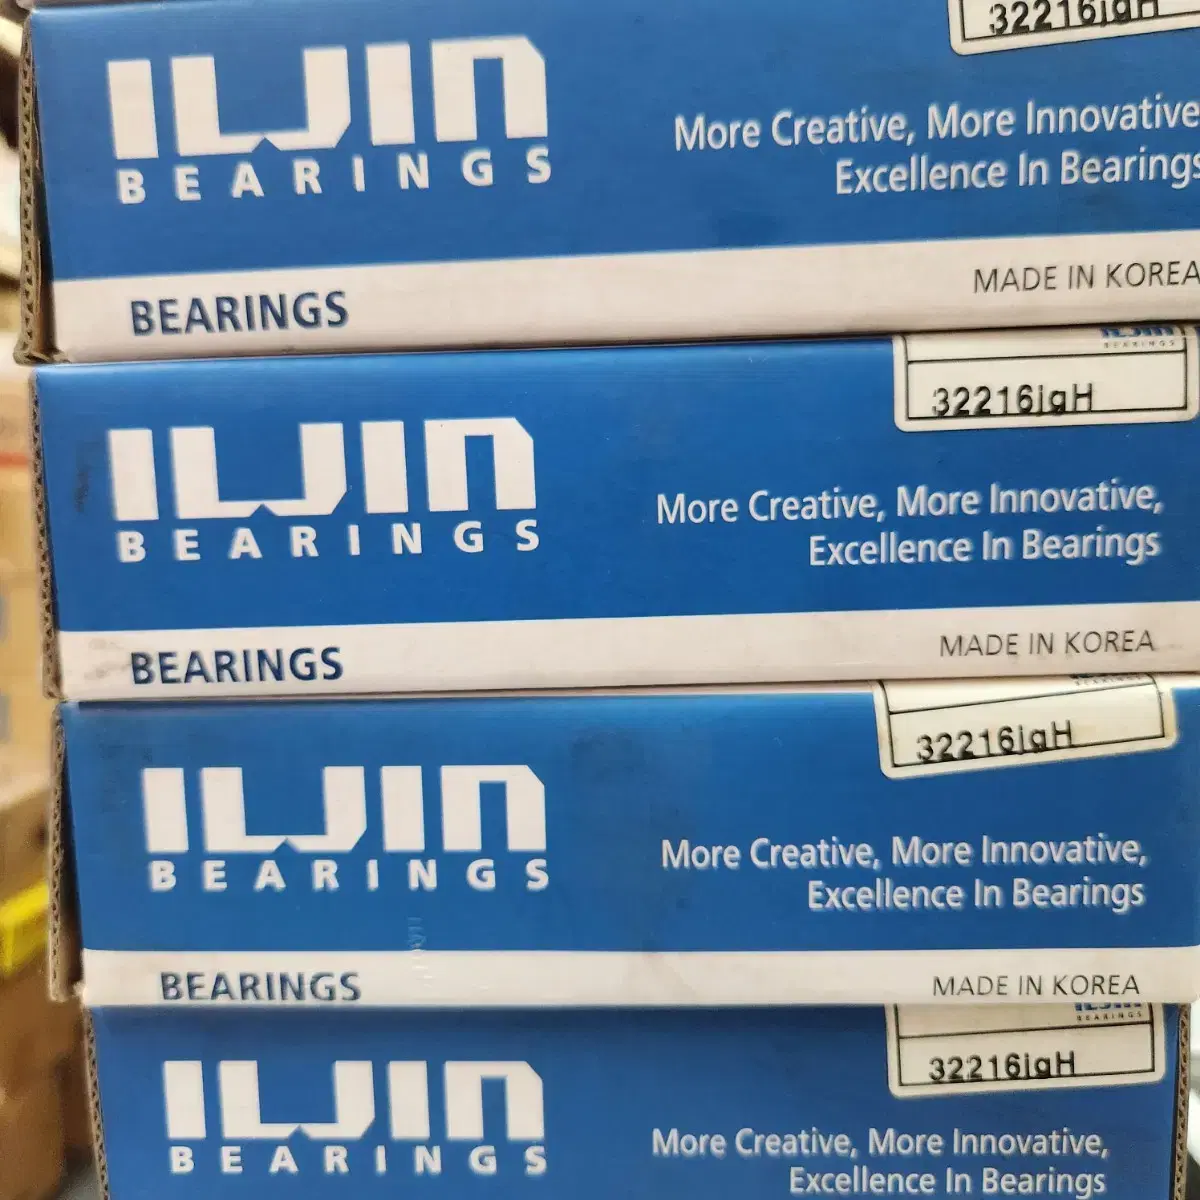 32216jgH
ILJIN
BEARINGS
More Creative, More Innovative
Excellence In Bearings
BEARINGS
MADE IN KOREA
ILJIN
BEARINGS
32216jgH
ILJIN
BEARINGS
More Creative, More Innovative,
Excellence In Bearings
BEARINGS
MADE IN KOREA
BEARINGS
32216jgH
ILJIN
BEARINGS
More Creative, More Innovative,
Excellence In Bearings
BEARINGS
MADE IN KOREA
ILJIN
BEARINGS
32216jgH
ILJIN
BEARINGS
More Creative, More Innovative,
Excellence In Bearings